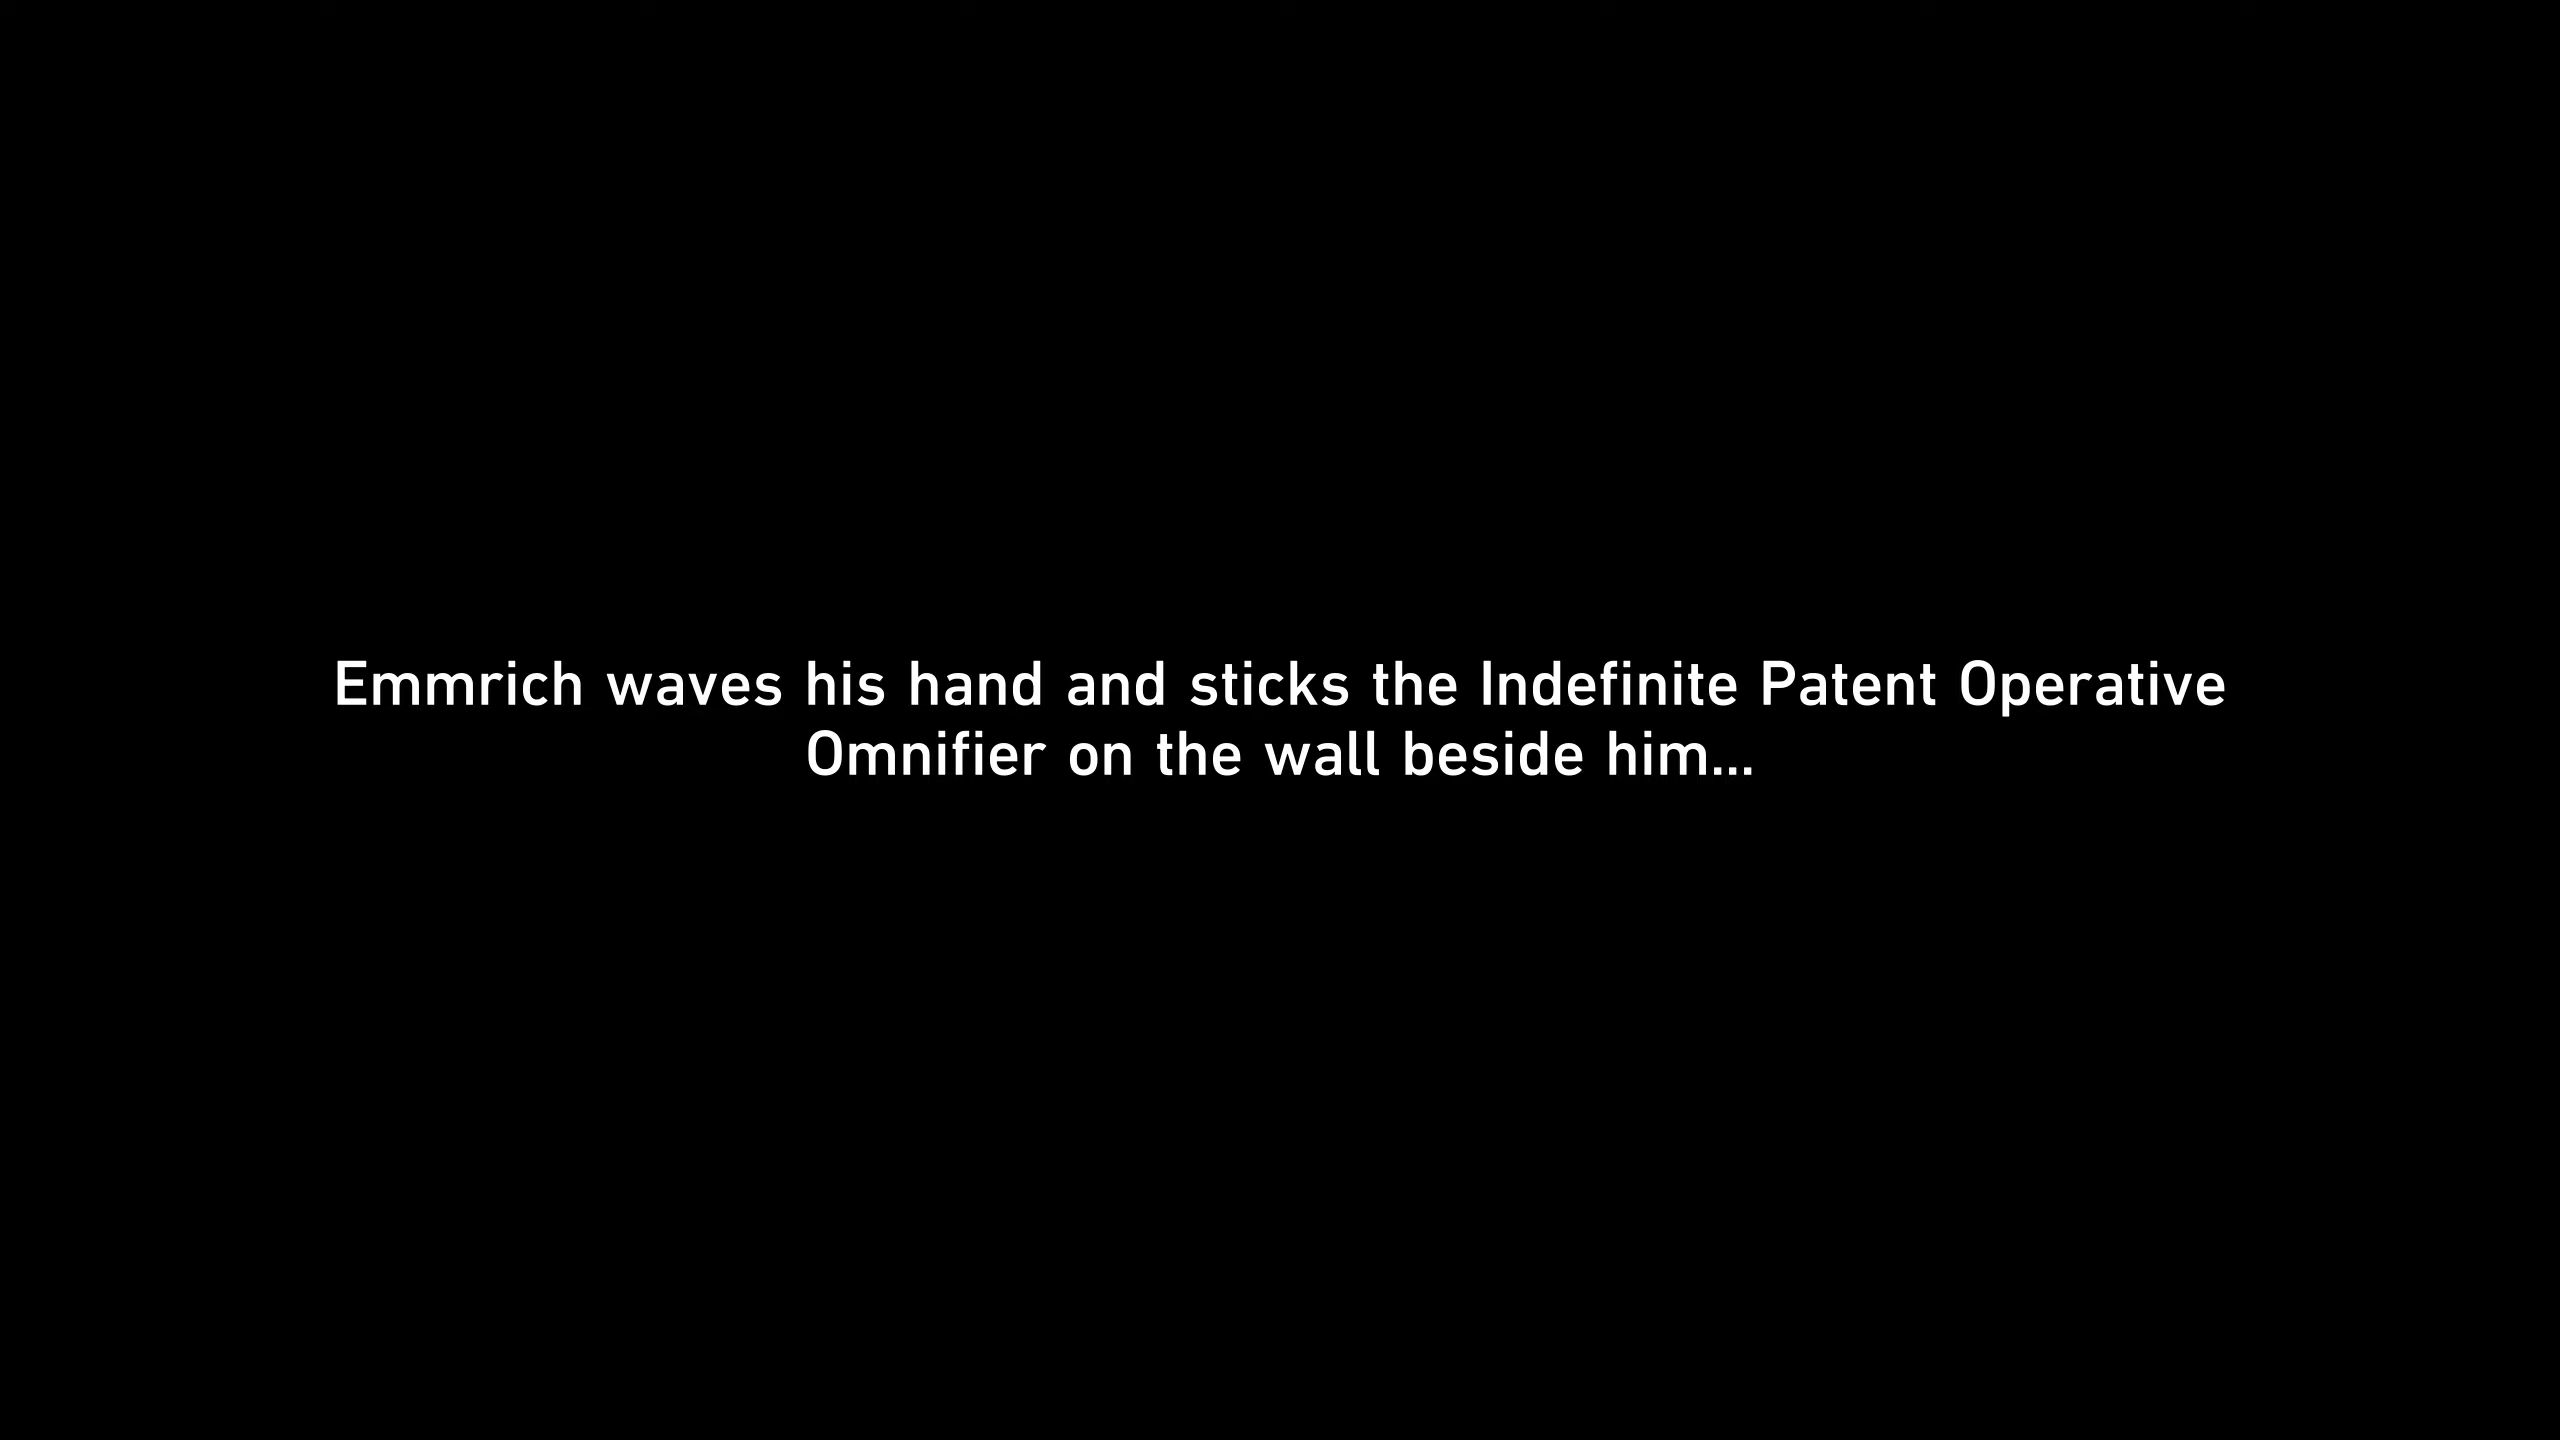 Emmrich waves his hand and sticks the Indefinite Patent Operative
Omnifier on the wall beside him...